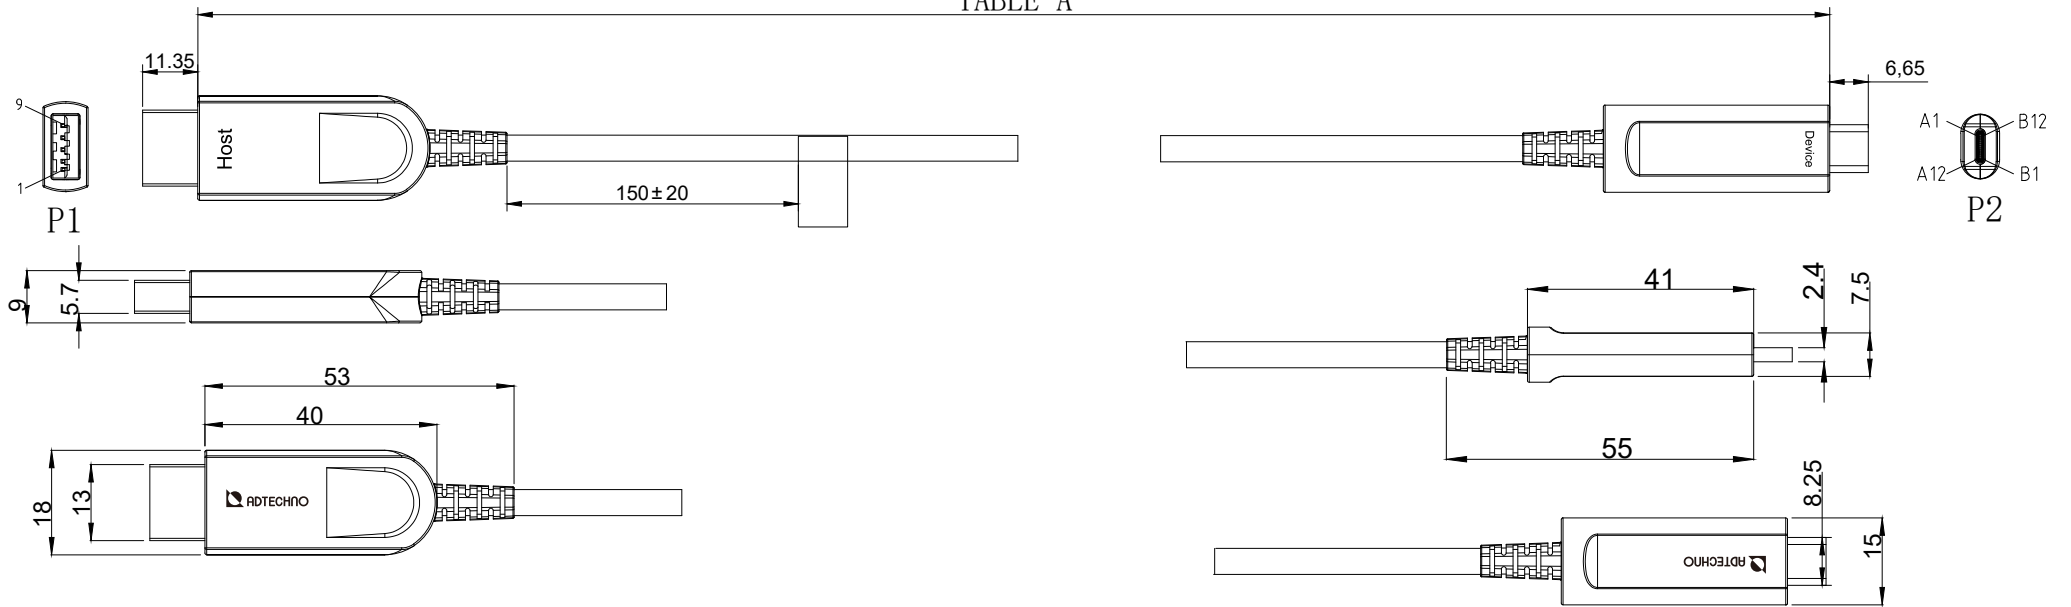 TABLE A
11.35
6,65
9
1
P1
Host
150±20
Device
A1
B12
A12
B1
P2
9
5.7
41
2.4
7.5
53
40
18
13
ADTECHNO
55
8.25
15
ADTECHNO